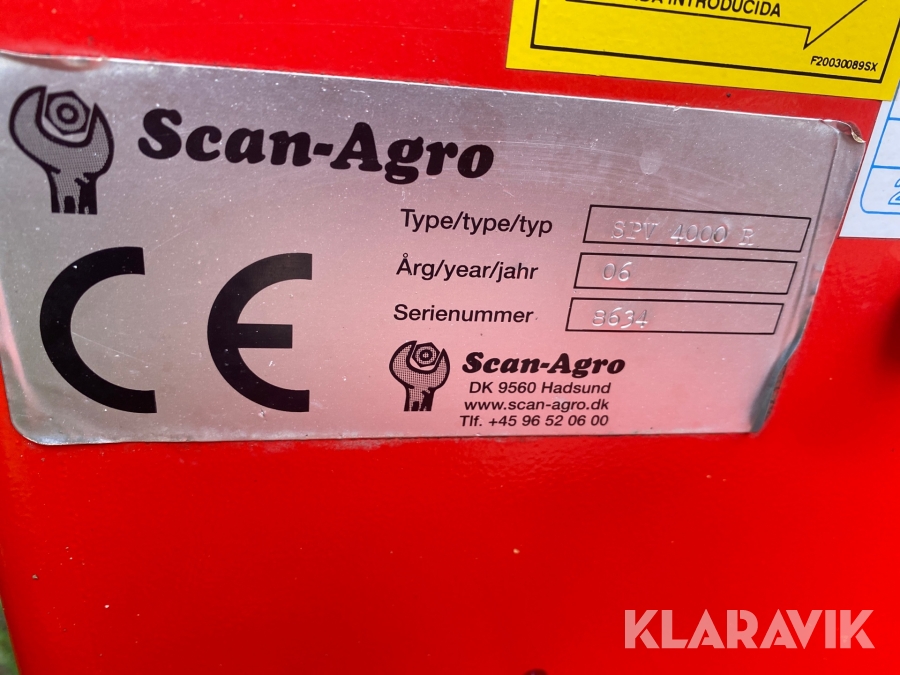 INTRODUCIDA
F20030089SX
Scan-Agro
Type/type/typ SPV 4000 R
Årg/year/jahr 06
Serienummer 8634
CE
Scan-Agro
DK 9560 Hadsund
www.scan-agro.dk
Tlf. +45 96 52 06 00
KLARAVIK